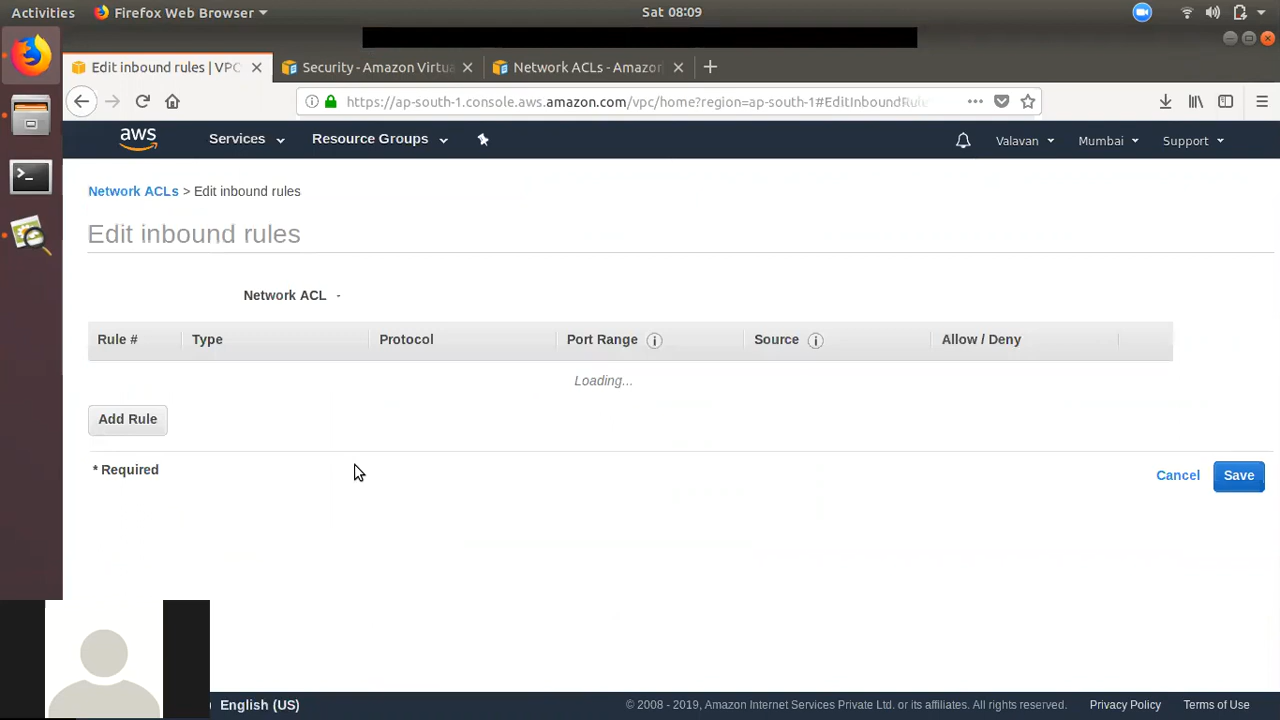 Activities Firefox Web Browser Sat 08:09
Edit inbound rules | VPC Security - Amazon Virtua Network ACLs - Amazon
https://ap-south-1.console.aws.amazon.com/vpc/home?region=ap-south-1#EditInboundRule
aws Services Resource Groups Valavan Mumbai Support
Network ACLs > Edit inbound rules
Edit inbound rules
Network ACL -
Rule # Type Protocol Port Range i Source i Allow / Deny
Loading...
Add Rule
* Required
Cancel Save
English (US) © 2008 - 2019, Amazon Internet Services Private Ltd. or its affiliates. All rights reserved. Privacy Policy Terms of Use